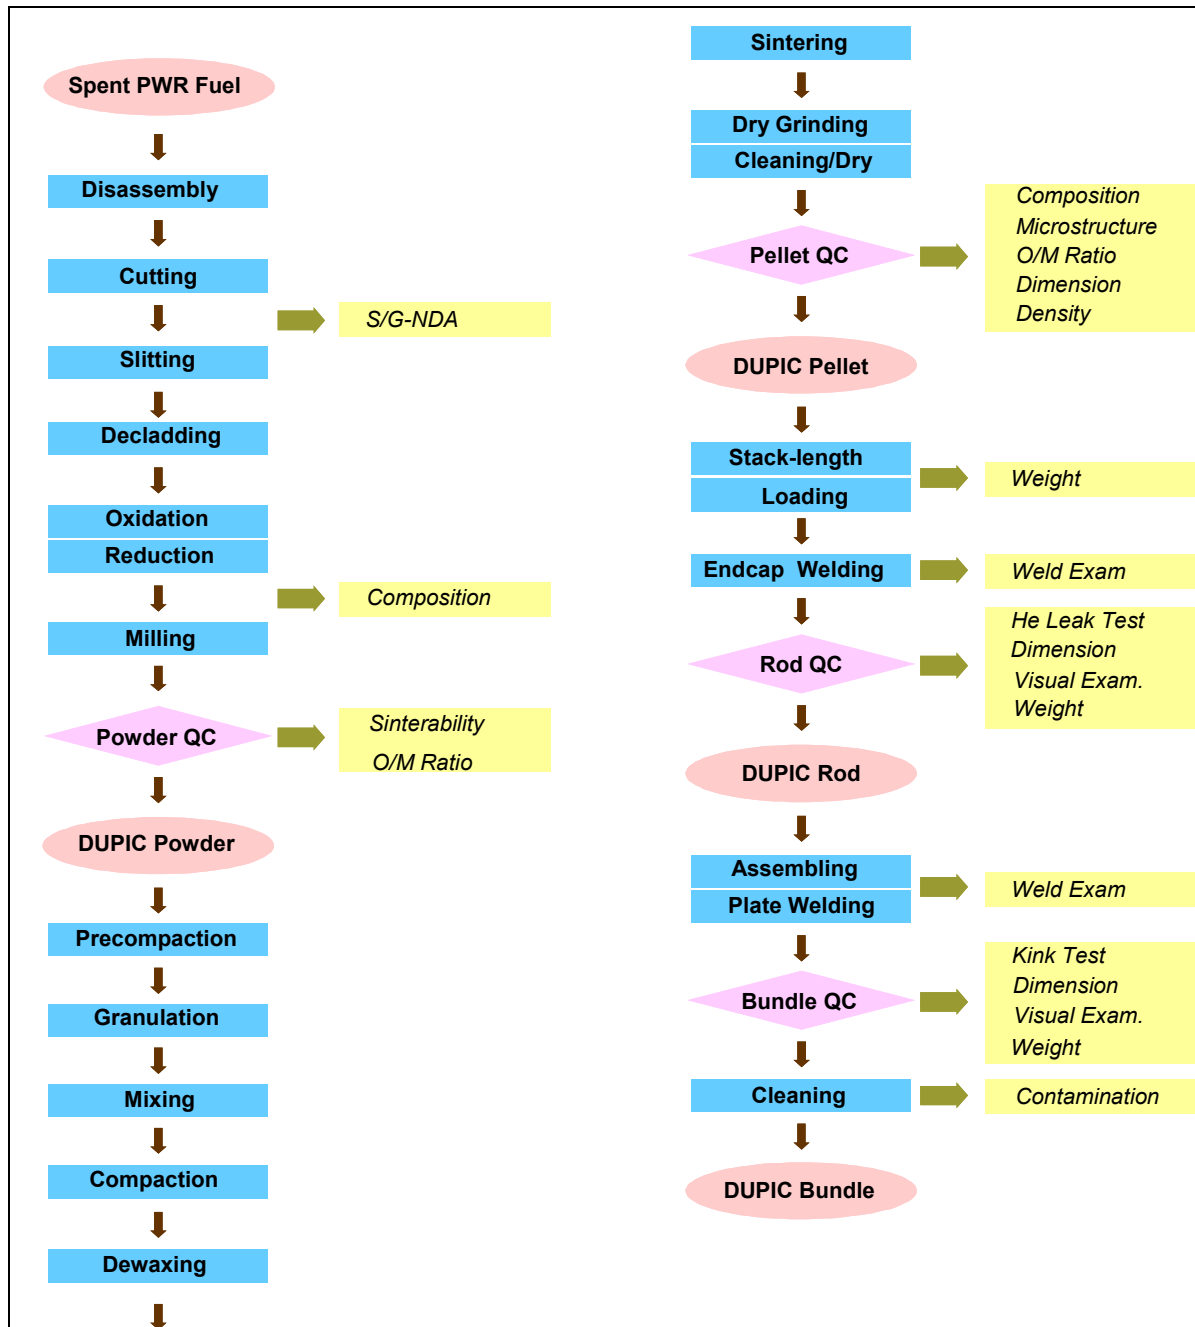 Spent PWR Fuel
Disassembly
Cutting
S/G-NDA
Slitting
Decladding
Oxidation
Reduction
Composition
Milling
Powder QC
Sinterability
O/M Ratio
DUPIC Powder
Precompaction
Granulation
Mixing
Compaction
Dewaxing
Sintering
Dry Grinding
Cleaning/Dry
Pellet QC
Composition
Microstructure
O/M Ratio
Dimension
Density
DUPIC Pellet
Stack-length
Loading
Weight
Endcap Welding
Weld Exam
Rod QC
He Leak Test
Dimension
Visual Exam.
Weight
DUPIC Rod
Assembling
Plate Welding
Weld Exam
Bundle QC
Kink Test
Dimension
Visual Exam.
Weight
Cleaning
Contamination
DUPIC Bundle